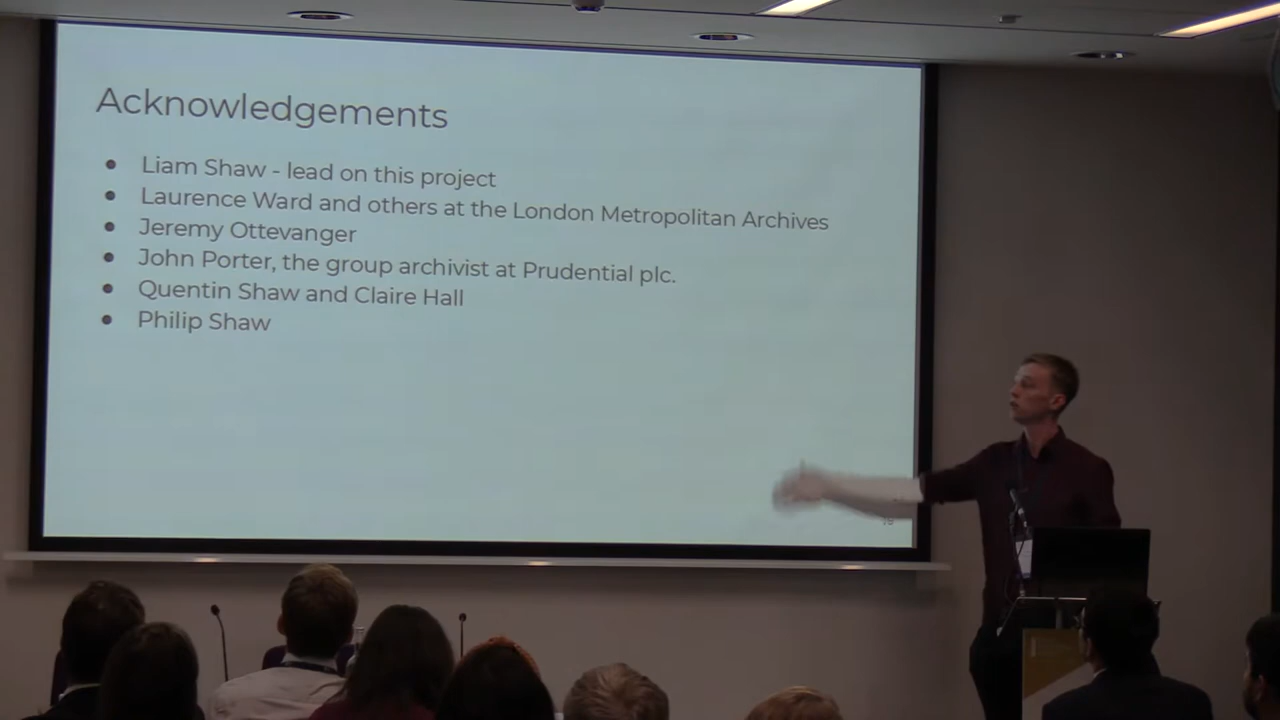 Acknowledgements
Liam Shaw - lead on this project
Laurence Ward and others at the London Metropolitan Archives
Jeremy Ottevanger
John Porter, the group archivist at Prudential plc.
Quentin Shaw and Claire Hall
Philip Shaw